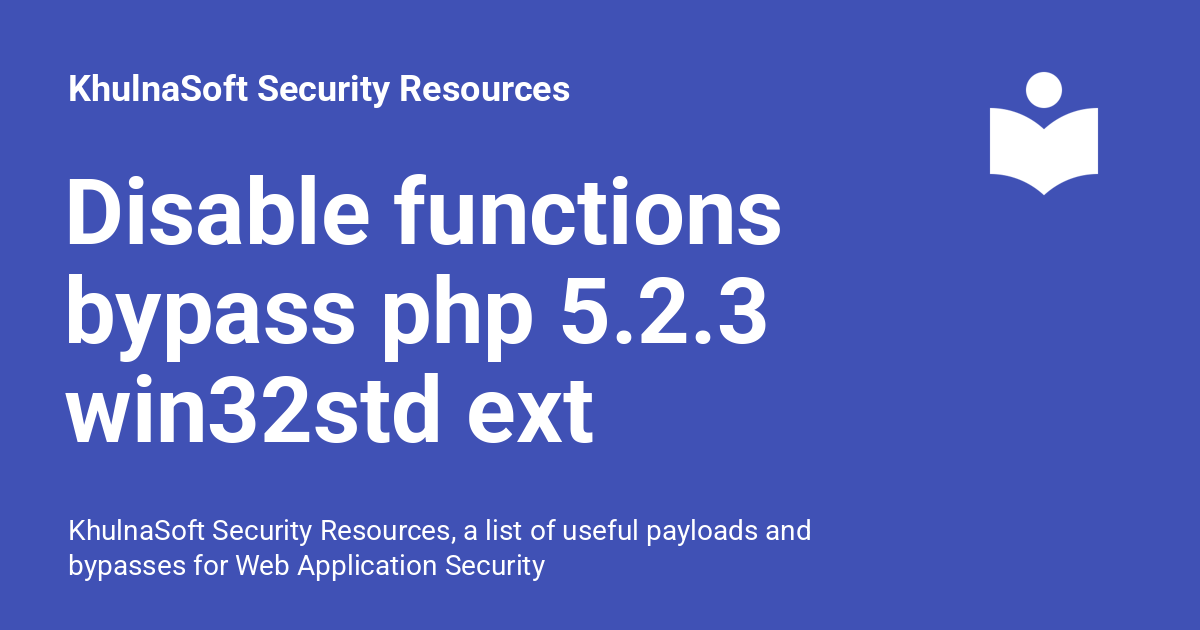 KhulnaSoft Security Resources
Disable functions
bypass php 5.2.3
win32std ext
KhulnaSoft Security Resources, a list of useful payloads and
bypasses for Web Application Security